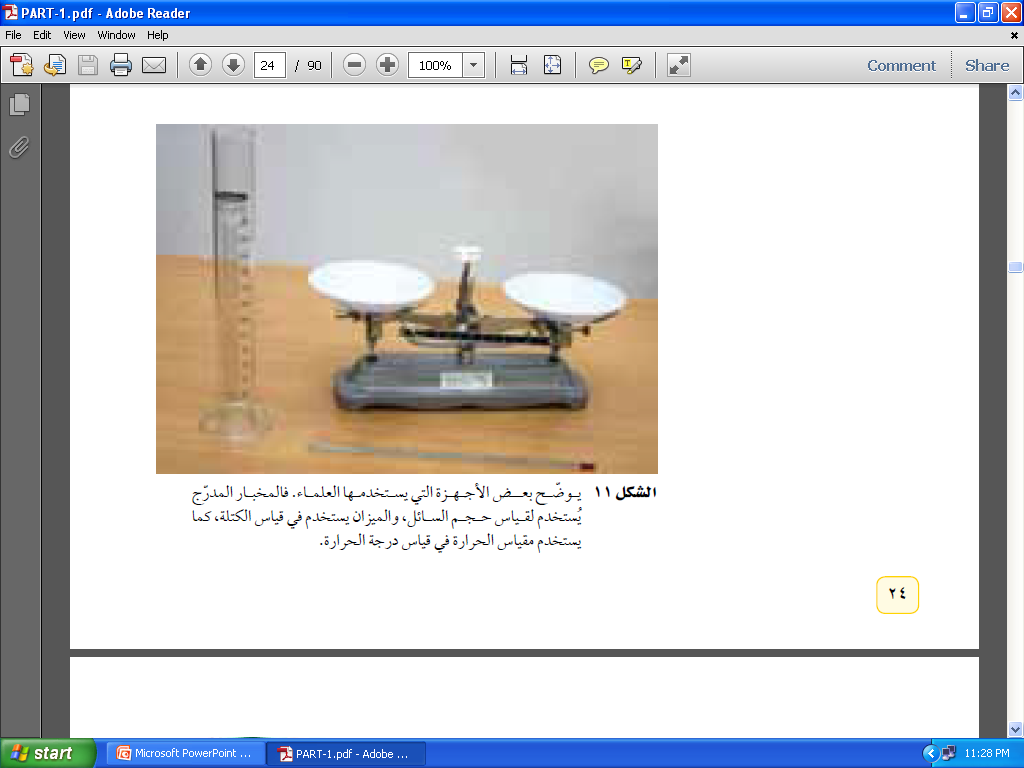 PART-1.pdf - Adobe Reader
File Edit View Window Help
24 / 90 100% Comment Share
الشكل ١١ يوضّح بعض الأجهزة التي يستخدمها العلماء. فالمخبار المدرّج
يُستخدم لقياس حجم السائل، والميزان يستخدم في قياس الكتلة، كما
يستخدم مقياس الحرارة في قياس درجة الحرارة.
٢٤
start Microsoft PowerPoint ... PART-1.pdf - Adobe ... 11:28 PM